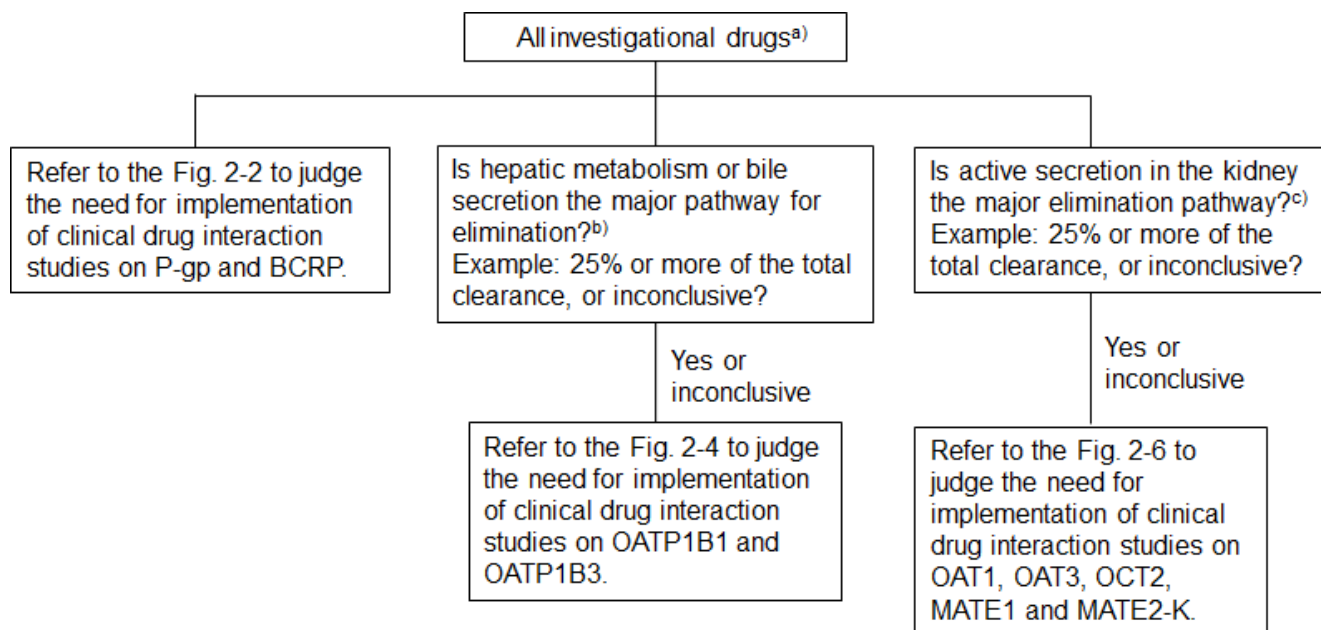 All investigational drugsa)
Refer to the Fig. 2-2 to judge
the need for implementation
of clinical drug interaction
studies on P-gp and BCRP.
Is hepatic metabolism or bile
secretion the major pathway for
elimination?b)
Example: 25% or more of the total
clearance, or inconclusive?
Is active secretion in the kidney
the major elimination pathway?c)
Example: 25% or more of the
total clearance, or inconclusive?
Yes or
inconclusive
Yes or
inconclusive
Refer to the Fig. 2-4 to judge
the need for implementation
of clinical drug interaction
studies on OATP1B1 and
OATP1B3.
Refer to the Fig. 2-6 to
judge the need for
implementation of clinical
drug interaction studies on
OAT1, OAT3, OCT2,
MATE1 and MATE2-K.